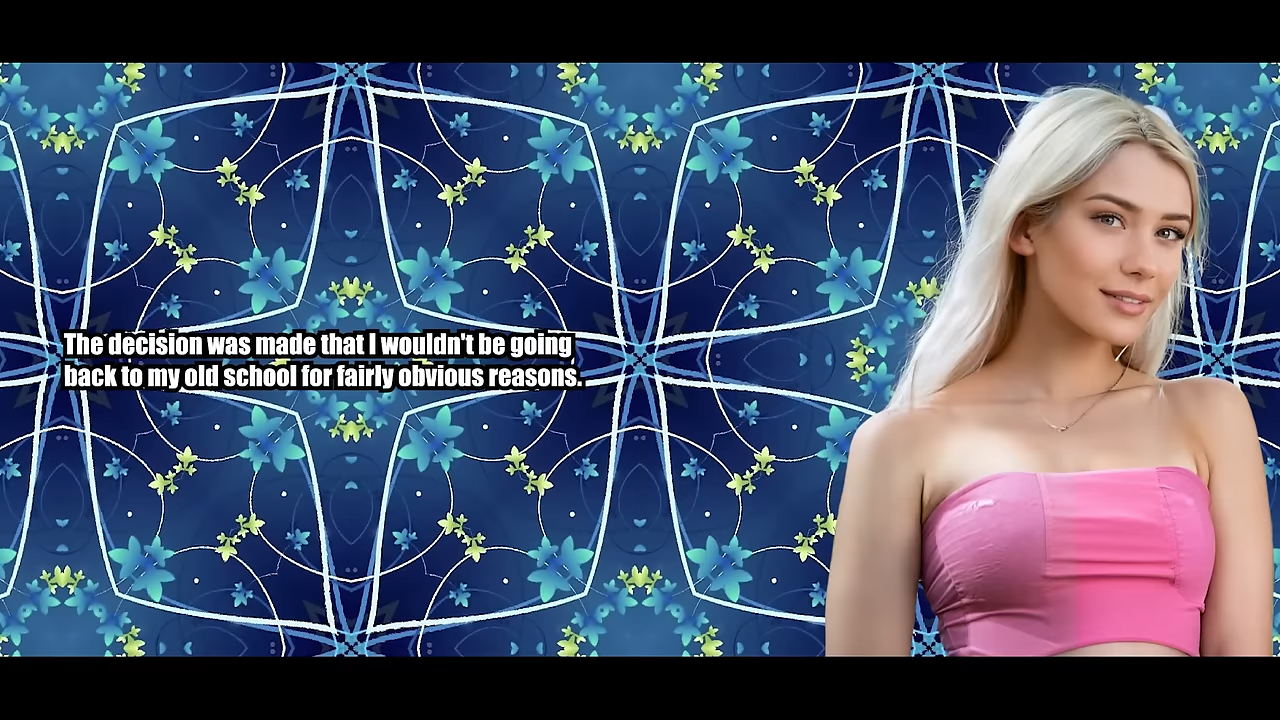 The decision was made that I wouldn't be going
back to my old school for fairly obvious reasons.